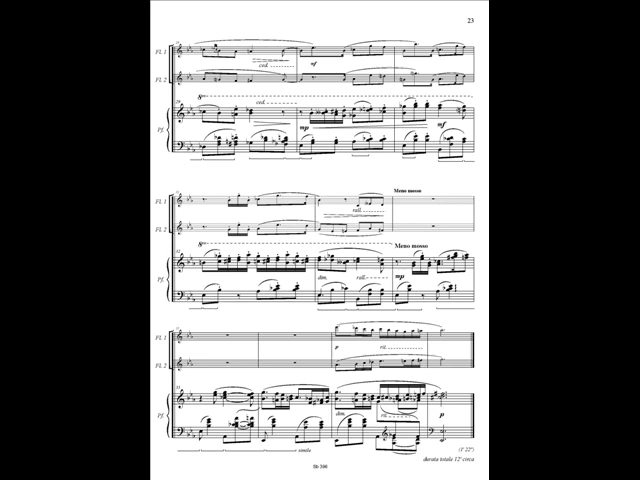 23
Fl. 1
ced.
mf
Fl. 2
8va
ced.
Pf.
mp
mf
Fl. 1
rall.
Meno mosso
Fl. 2
8va
Meno mosso
Pf.
dim.
rall.
mp
Fl. 1
p
rit.
Fl. 2
Pf.
dim.
rit.
p
simile
(1' 22")
durata totale 12' circa
Sb 396